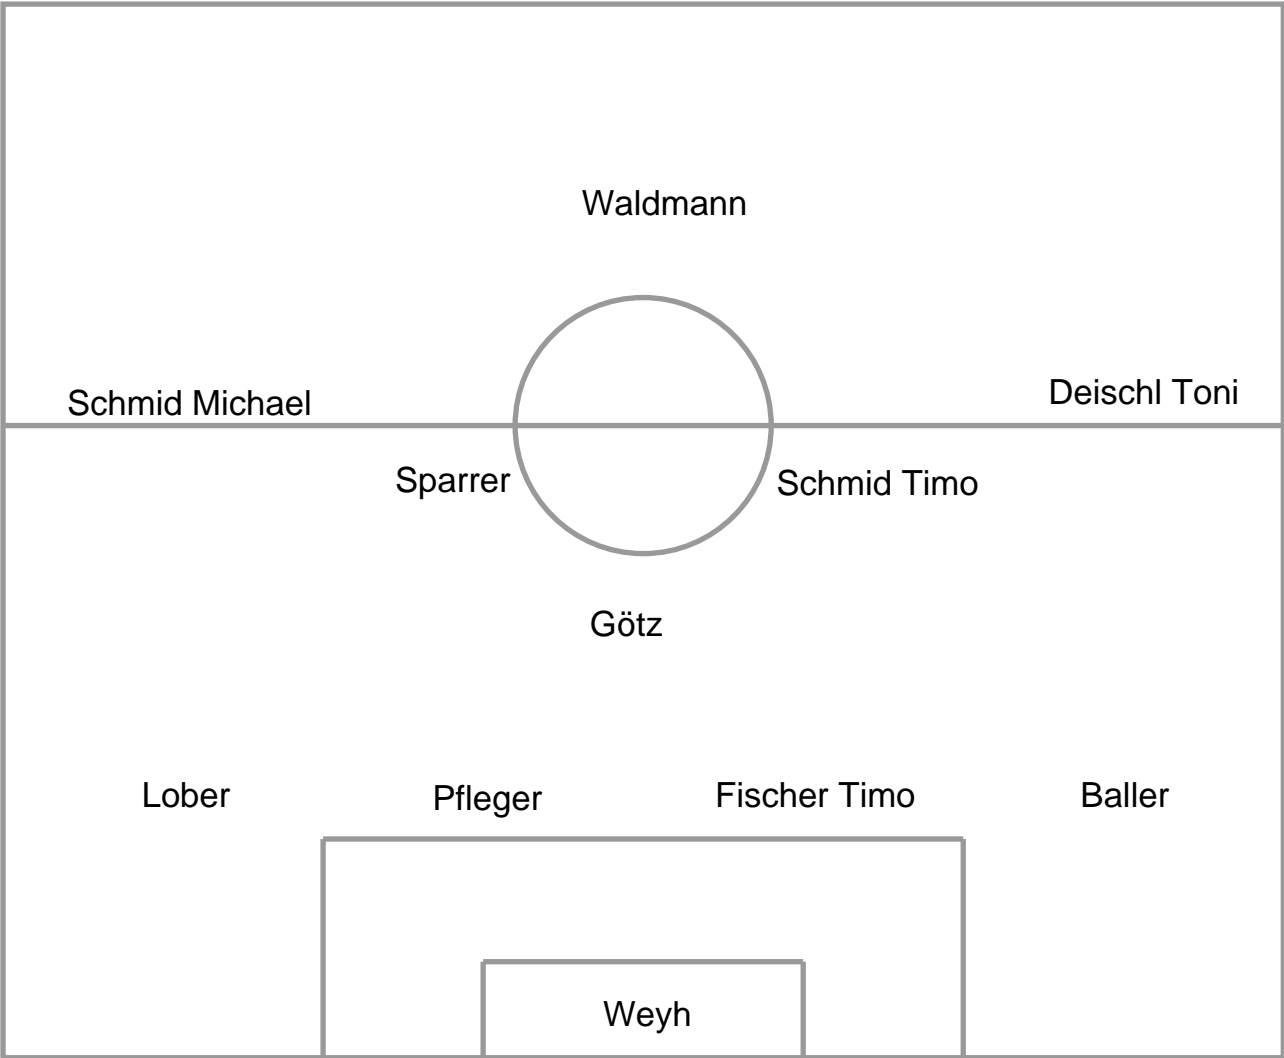 Waldmann
Schmid Michael
Deischl Toni
Sparrer
Schmid Timo
Götz
Lober
Pfleger
Fischer Timo
Baller
Weyh